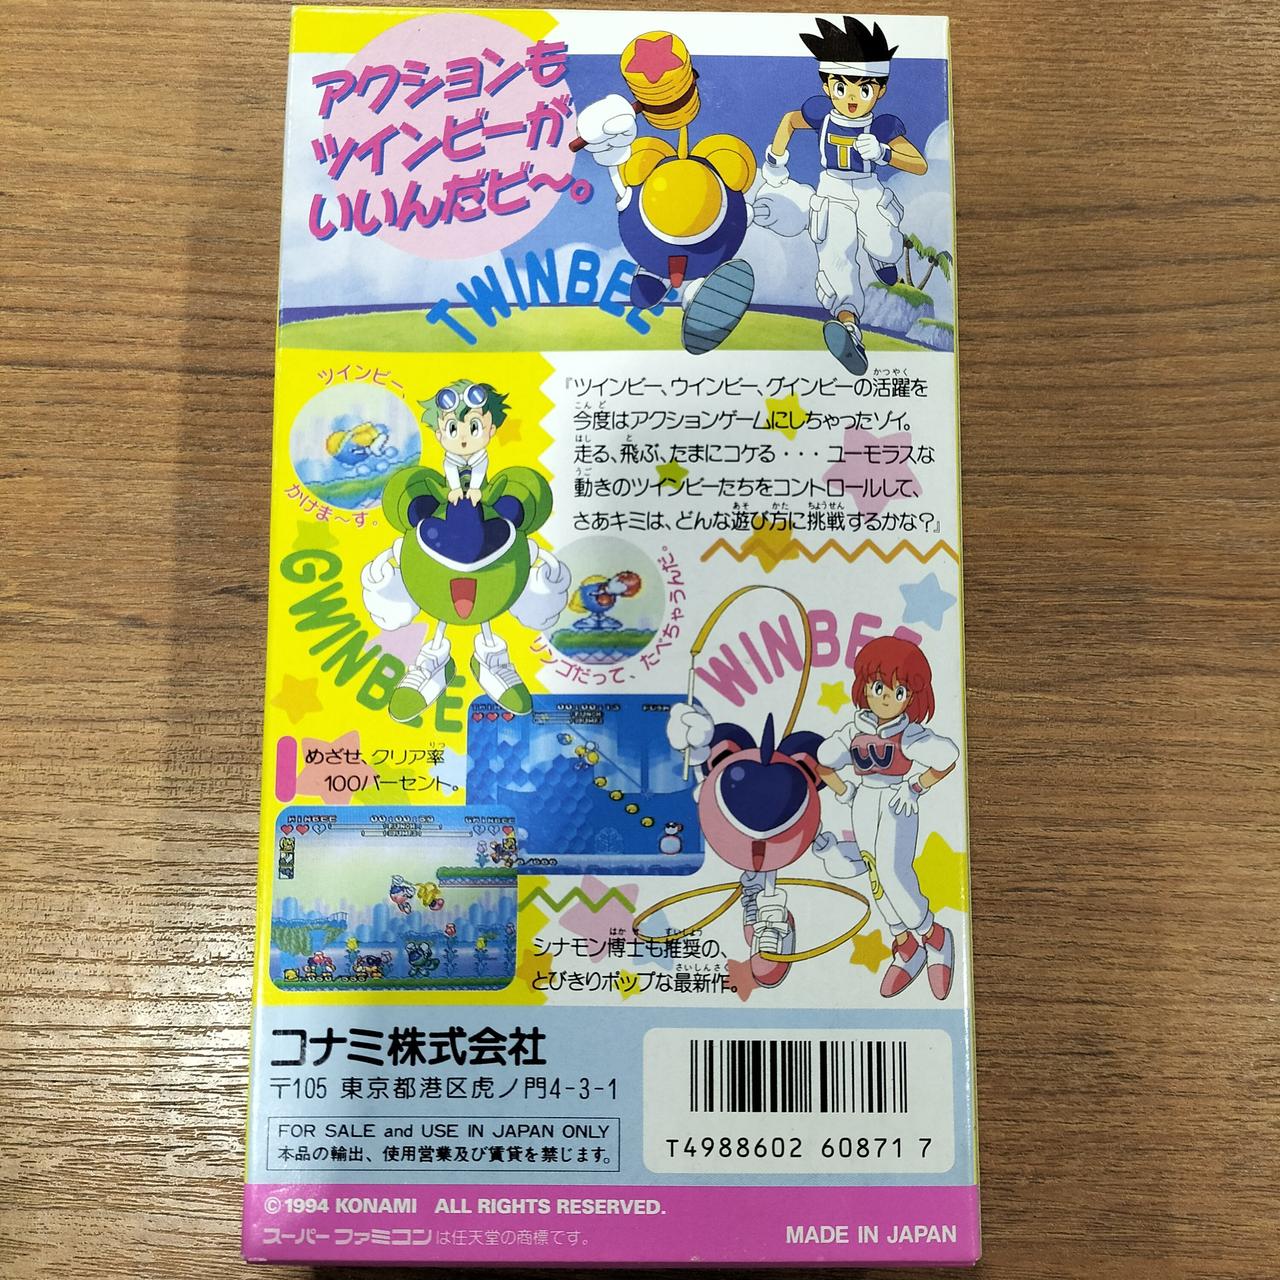 アクションも
ツインビーが
いいんだビ〜。
TWINBEE
ツインビー、
かけま〜す。
『ツインビー、ウインビー、グインビーの活躍を
今度はアクションゲームにしちゃったゾイ。
走る、飛ぶ、たまにコケる・・・ユーモラスな
動きのツインビーたちをコントロールして、
さあキミは、どんな遊び方に挑戦するかな?』
GWINBEE
リンゴだって、たべちゃうんだ。
WINBEE
めざせ、クリア率
100パーセント。
シナモン博士も推奨の、
とびきりポップな最新作。
コナミ株式会社
〒105 東京都港区虎ノ門4-3-1
FOR SALE and USE IN JAPAN ONLY
本品の輸出、使用営業及び賃貸を禁じます。
T4988602 60871 7
©1994 KONAMI ALL RIGHTS RESERVED.
スーパーファミコンは任天堂の商標です。
MADE IN JAPAN